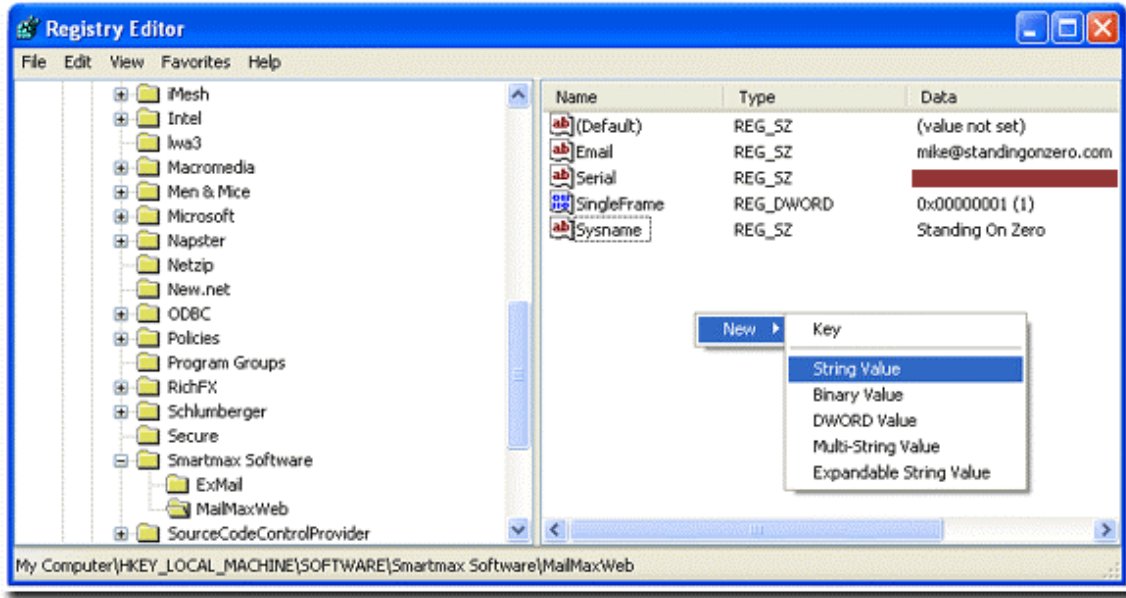 Registry Editor
File Edit View Favorites Help
iMesh
Intel
lwa3
Macromedia
Men & Mice
Microsoft
Napster
Netzip
New.net
ODBC
Policies
Program Groups
RichFX
Schlumberger
Secure
Smartmax Software
ExMail
MailMaxWeb
SourceCodeControlProvider
Name Type Data
(Default) REG_SZ (value not set)
Email REG_SZ mike@standingonzero.com
Serial REG_SZ
SingleFrame REG_DWORD 0x00000001 (1)
Sysname REG_SZ Standing On Zero
New Key
String Value
Binary Value
DWORD Value
Multi-String Value
Expandable String Value
My Computer\HKEY_LOCAL_MACHINE\SOFTWARE\Smartmax Software\MailMaxWeb